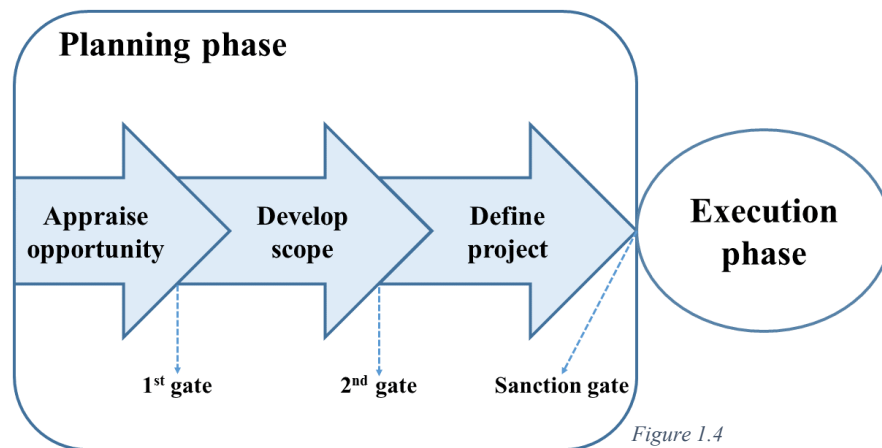 Planning phase
Appraise
opportunity
Develop
scope
Define
project
Execution
phase
1st gate
2nd gate
Sanction gate
Figure 1.4